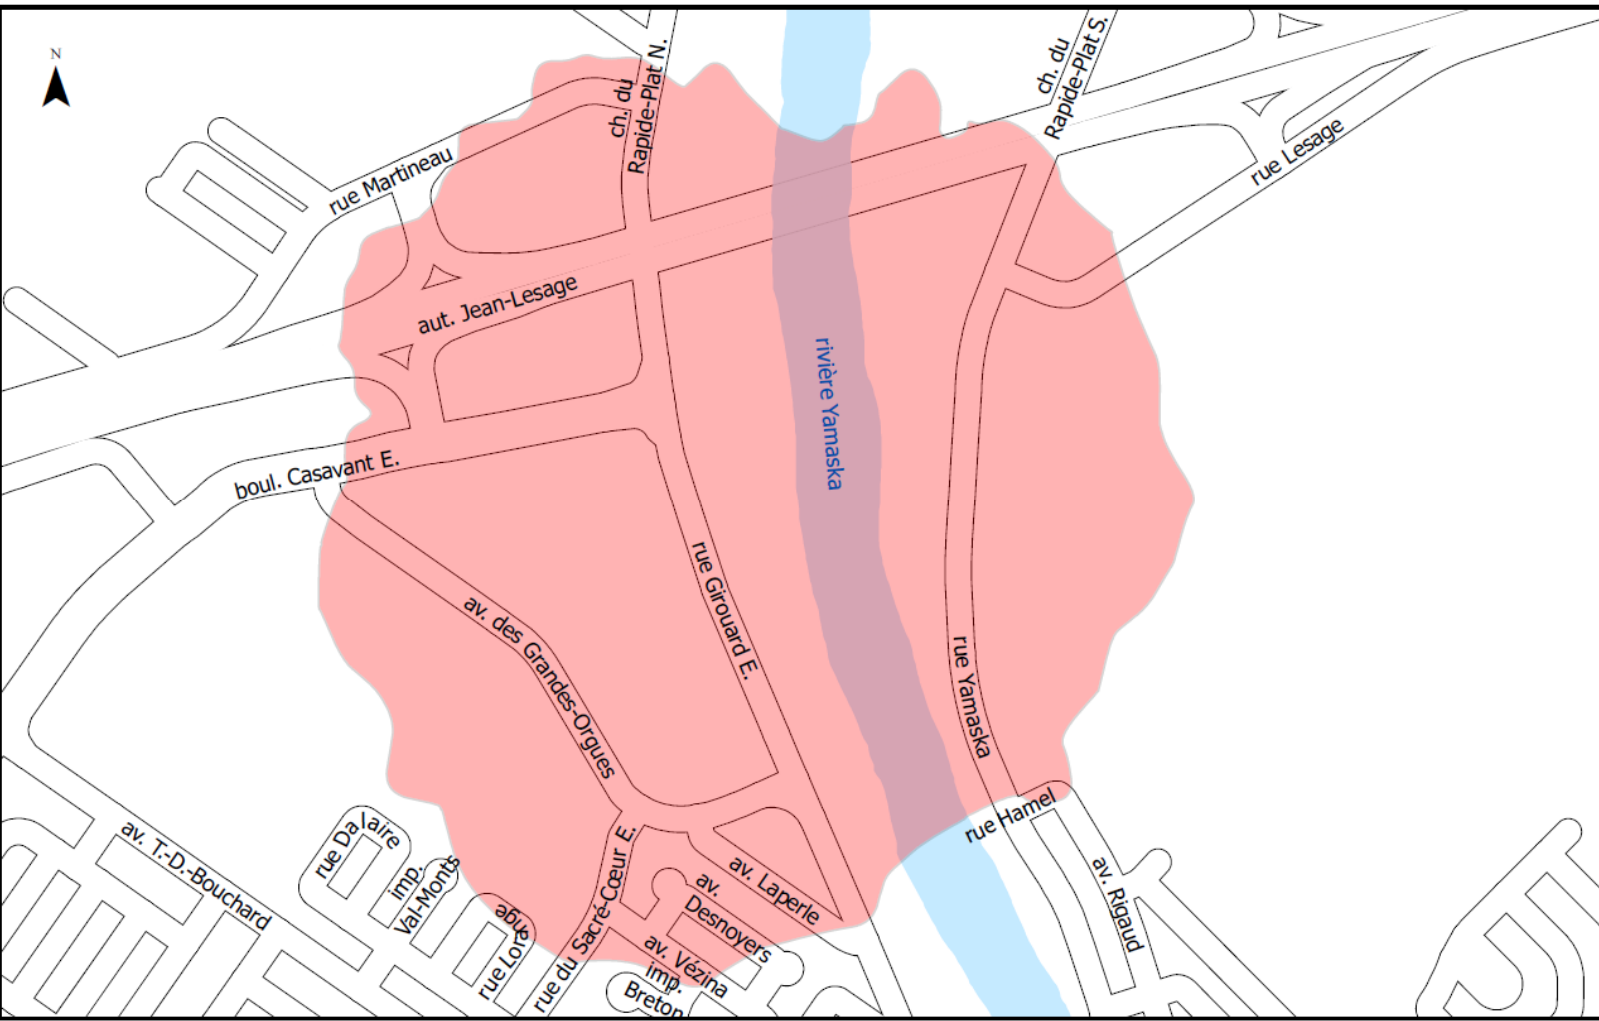 N
ch. du
Rapide-Plat N.
ch. du
Rapide-Plat S.
rue Martineau
rue Lesage
aut. Jean-Lesage
rivière Yamaska
boul. Casavant E.
av. des Grandes-Orgues
rue Girouard E.
rue Yamaska
rue Hamel
av. T.-D.-Bouchard
rue Dalaire
imp.
Val-Monts
rue Lorange
rue du Sacré-Cœur E.
av. Laperle
av.
Desnoyers
av. Vézina
imp.
Breton
av. Rigaud